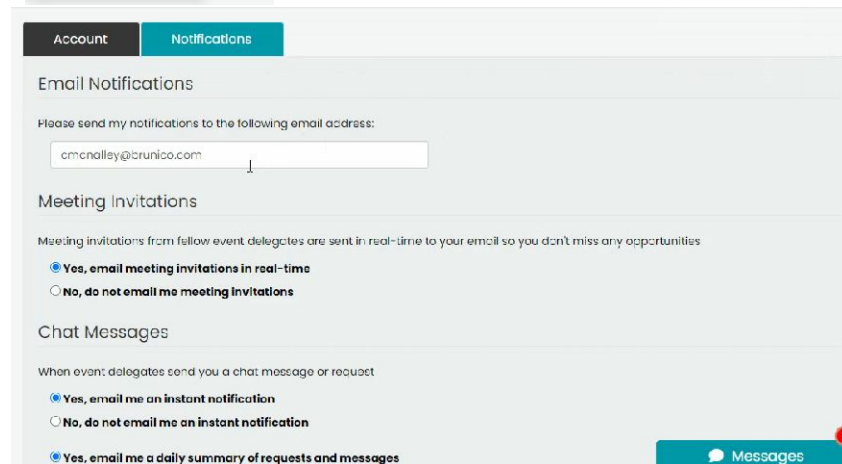 Account
Notifications
Email Notifications
Please send my notifications to the following email address:
cmcnalley@brunico.com
Meeting Invitations
Meeting invitations from fellow event delegates are sent in real-time to your email so you don't miss any opportunities
Yes, email meeting invitations in real-time
No, do not email me meeting invitations
Chat Messages
When event delegates send you a chat message or request
Yes, email me an instant notification
No, do not email me an instant notification
Yes, email me a daily summary of requests and messages
Messages